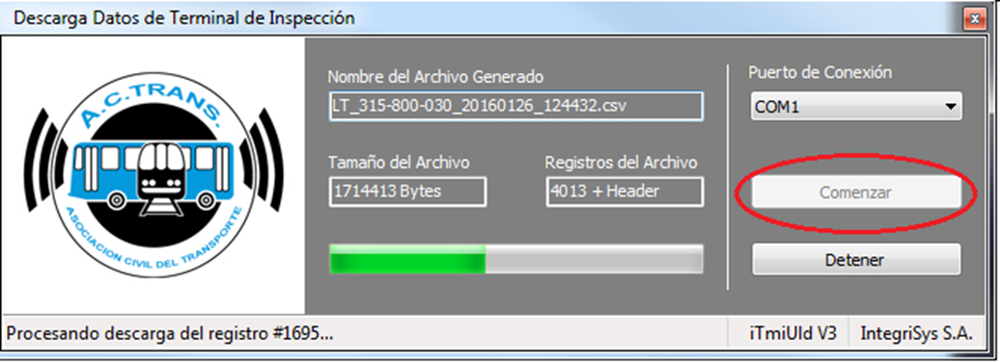 Descarga Datos de Terminal de Inspección
A.C.TRANS.
ASOCIACION CIVIL DEL TRANSPORTE
Nombre del Archivo Generado
LT_315-800-030_20160126_124432.csv
Tamaño del Archivo
1714413 Bytes
Registros del Archivo
4013 + Header
Puerto de Conexión
COM1
Comenzar
Detener
Procesando descarga del registro #1695...
iTmiUld V3
IntegriSys S.A.